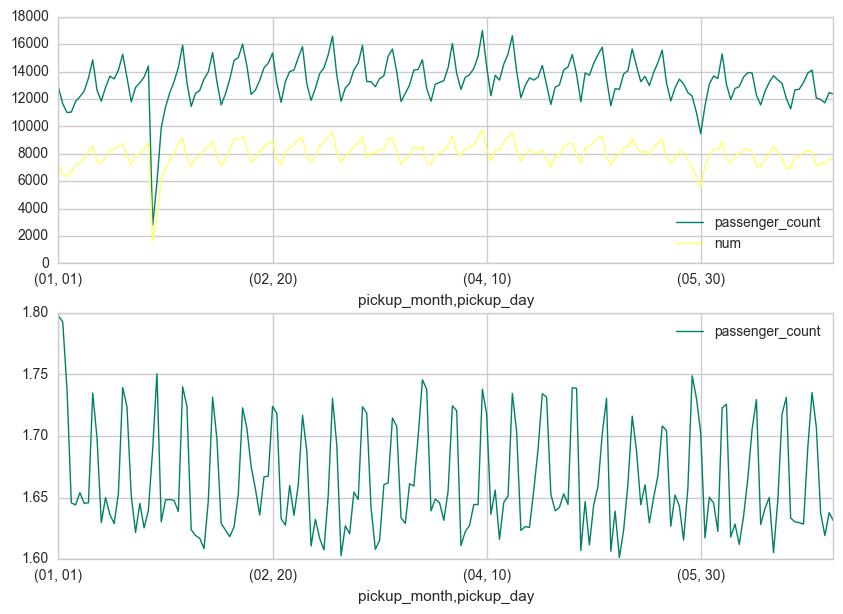 18000
16000
14000
12000
10000
8000
6000
4000
2000
0
passenger_count
num
(01, 01) (02, 20) (04, 10) (05, 30)
pickup_month,pickup_day
1.80
1.75
1.70
1.65
1.60
passenger_count
(01, 01) (02, 20) (04, 10) (05, 30)
pickup_month,pickup_day